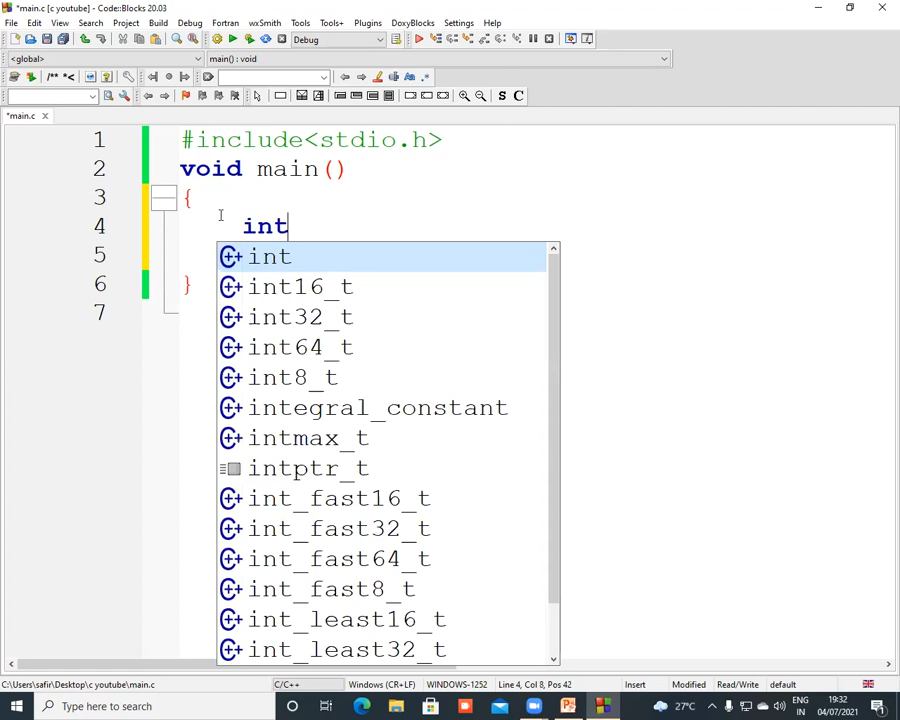 *main.c [c youtube] - Code::Blocks 20.03
File Edit View Search Project Build Debug Fortran wxSmith Tools Tools+ Plugins DoxyBlocks Settings Help
Debug
<global> main() : void
/** *<
S C
*main.c
1 #include<stdio.h>
2 void main()
3 {
4 int
5
6 }
7
int
int16_t
int32_t
int64_t
int8_t
integral_constant
intmax_t
intptr_t
int_fast16_t
int_fast32_t
int_fast64_t
int_fast8_t
int_least16_t
int_least32_t
C:\Users\safir\Desktop\c youtube\main.c C/C++ Windows (CR+LF) WINDOWS-1252 Line 4, Col 8, Pos 42 Insert Modified Read/Write default
Type here to search 27°C ENG IN 19:32 04/07/2021